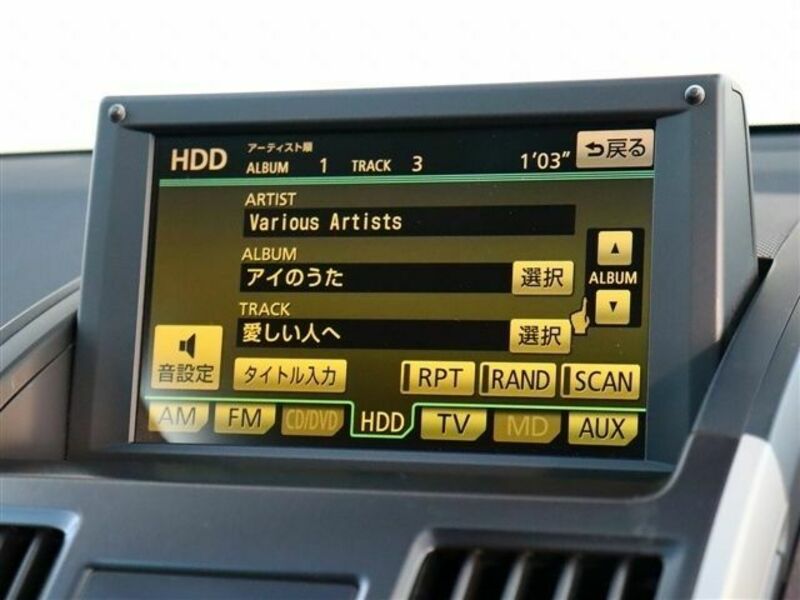 HDD アーティスト順
ALBUM 1 TRACK 3 1'03" 戻る
ARTIST
Various Artists
ALBUM
アイのうた 選択
ALBUM
TRACK
愛しい人へ 選択
音設定 タイトル入力 RPT RAND SCAN
AM FM CD/DVD HDD TV MD AUX